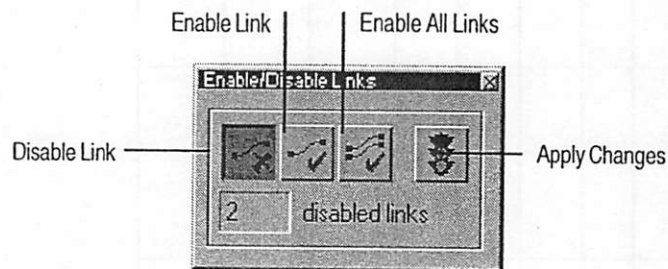 Enable Link
Enable All Links
Enable/Disable Links
Disable Link
Apply Changes
2
disabled links